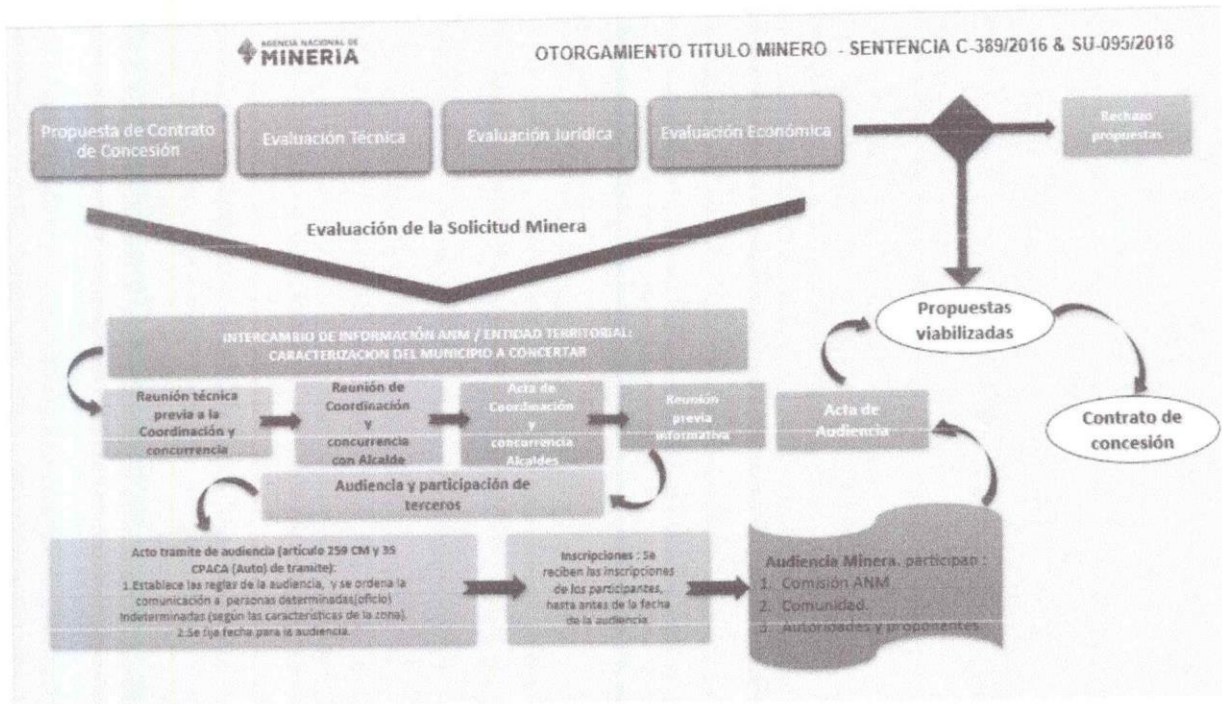 AGENCIA NACIONAL DE
MINERÍA
OTORGAMIENTO TITULO MINERO - SENTENCIA C-389/2016 & SU-095/2018
Propuesta de Contrato
de Concesión
Evaluación Técnica
Evaluación Jurídica
Evaluación Económica
Rechazo
propuestas
Evaluación de la Solicitud Minera
Propuestas
viabilizadas
Contrato de
concesión
INTERCAMBIO DE INFORMACIÓN ANM / ENTIDAD TERRITORIAL:
CARACTERIZACION DEL MUNICIPIO A CONCERTAR
Reunión técnica
previa a la
Coordinación y
concurrencia
Reunión de
Coordinación
y
concurrencia
con Alcalde
Acta de
Coordinación
y
concurrencia
Alcaldes
Reunión
previa
informativa
Acta de
Audiencia
Audiencia y participación de
terceros
Acto tramite de audiencia (artículo 259 CM y 35
CPACA (Auto) de tramite):
1.Establece las reglas de la audiencia, y se ordena la
comunicación a personas determinadas(oficio)
Indeterminadas (según las características de la zona).
2.Se fija fecha para la audiencia.
Inscripciones : Se
reciben las inscripciones
de los participantes,
hasta antes de la fecha
de la audiencia
Audiencia Minera. participan :
1. Comisión ANM
2. Comunidad.
3. Autoridades y proponentes